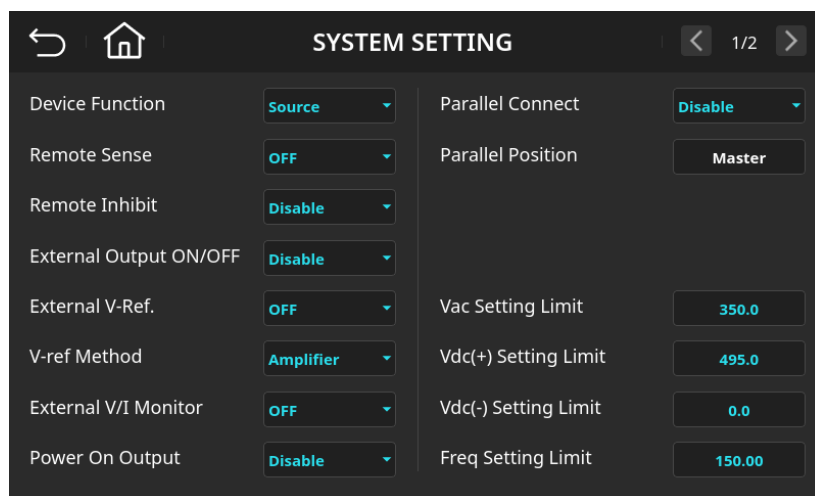 SYSTEM SETTING
1/2
Device Function Source
Remote Sense OFF
Remote Inhibit Disable
External Output ON/OFF Disable
External V-Ref. OFF
V-ref Method Amplifier
External V/I Monitor OFF
Power On Output Disable
Parallel Connect Disable
Parallel Position Master
Vac Setting Limit 350.0
Vdc(+) Setting Limit 495.0
Vdc(-) Setting Limit 0.0
Freq Setting Limit 150.00